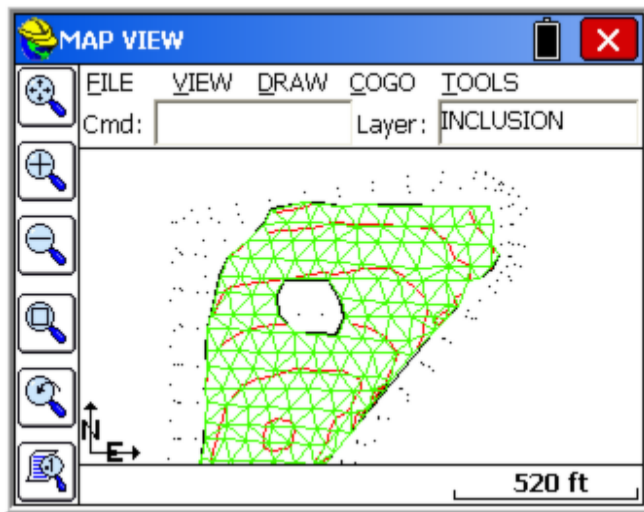 MAP VIEW
FILE VIEW DRAW COGO TOOLS
Cmd: Layer: INCLUSION
N
E
520 ft